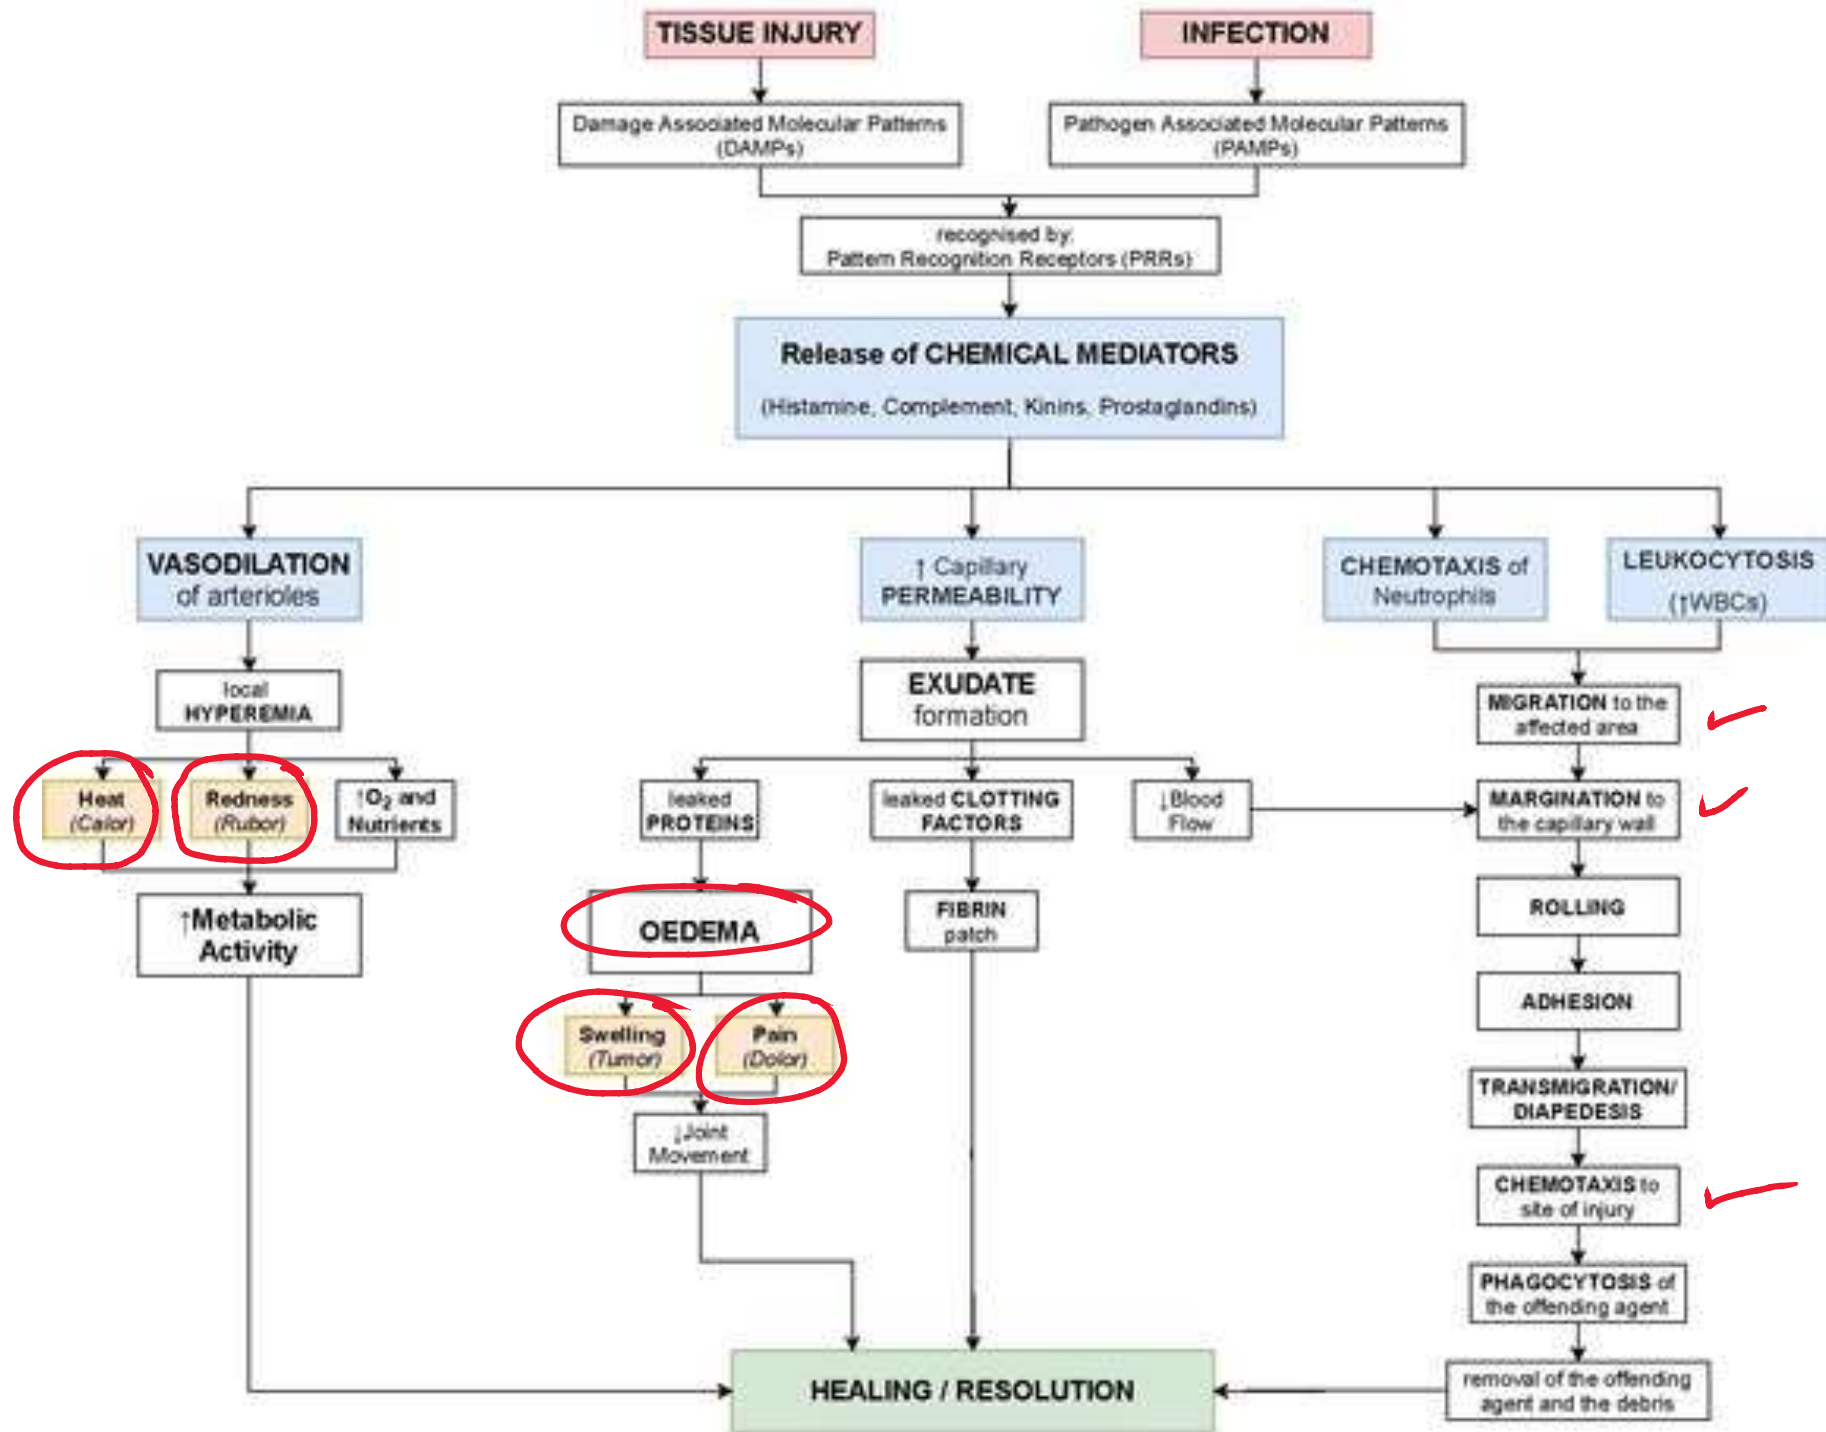 TISSUE INJURY
INFECTION
Damage Associated Molecular Patterns
(DAMPs)
Pathogen Associated Molecular Patterns
(PAMPs)
recognised by:
Pattern Recognition Receptors (PRRs)
Release of CHEMICAL MEDIATORS
(Histamine, Complement, Kinins, Prostaglandins)
VASODILATION
of arterioles
↑ Capillary
PERMEABILITY
CHEMOTAXIS of
Neutrophils
LEUKOCYTOSIS
(↑WBCs)
local
HYPEREMIA
EXUDATE
formation
MIGRATION to the
affected area
Heat
(Calor)
Redness
(Rubor)
↑O₂ and
Nutrients
leaked
PROTEINS
leaked CLOTTING
FACTORS
↓Blood
Flow
MARGINATION to
the capillary wall
↑Metabolic
Activity
OEDEMA
FIBRIN
patch
ROLLING
ADHESION
Swelling
(Tumor)
Pain
(Dolor)
TRANSMIGRATION/
DIAPEDESIS
↓Joint
Movement
CHEMOTAXIS to
site of injury
PHAGOCYTOSIS of
the offending agent
HEALING / RESOLUTION
removal of the offending
agent and the debris